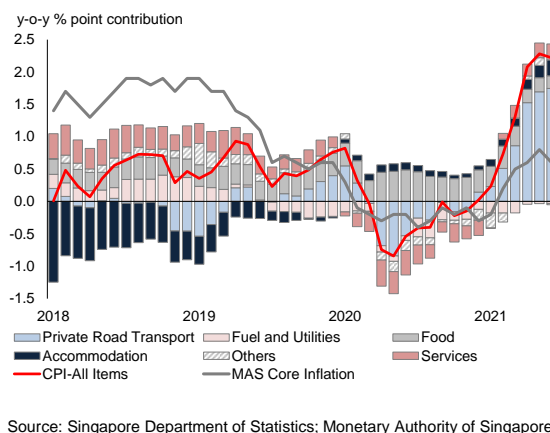 y-o-y % point contribution
2.5
2.0
1.5
1.0
0.5
0.0
-0.5
-1.0
-1.5
2018 2019 2020 2021
Private Road Transport Fuel and Utilities Food
Accommodation Others Services
CPI-All Items MAS Core Inflation
Source: Singapore Department of Statistics; Monetary Authority of Singapore